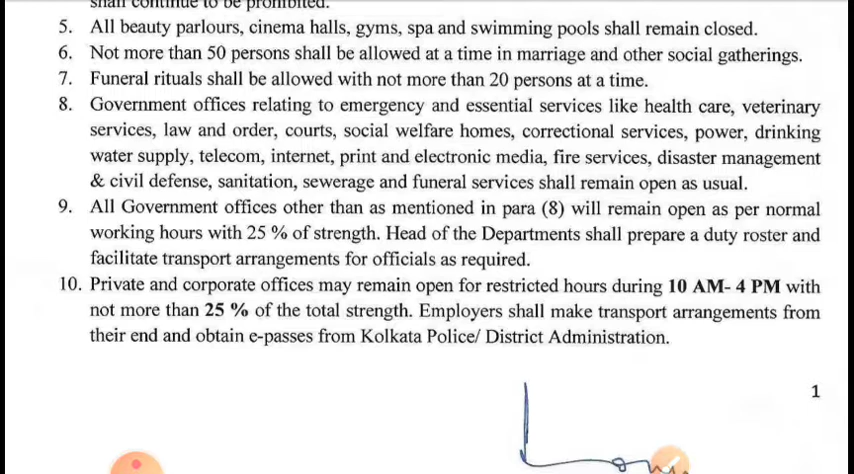 shall continue to be prohibited.
5. All beauty parlours, cinema halls, gyms, spa and swimming pools shall remain closed.
6. Not more than 50 persons shall be allowed at a time in marriage and other social gatherings.
7. Funeral rituals shall be allowed with not more than 20 persons at a time.
8. Government offices relating to emergency and essential services like health care, veterinary
services, law and order, courts, social welfare homes, correctional services, power, drinking
water supply, telecom, internet, print and electronic media, fire services, disaster management
& civil defense, sanitation, sewerage and funeral services shall remain open as usual.
9. All Government offices other than as mentioned in para (8) will remain open as per normal
working hours with 25 % of strength. Head of the Departments shall prepare a duty roster and
facilitate transport arrangements for officials as required.
10. Private and corporate offices may remain open for restricted hours during 10 AM- 4 PM with
not more than 25 % of the total strength. Employers shall make transport arrangements from
their end and obtain e-passes from Kolkata Police/ District Administration.
1